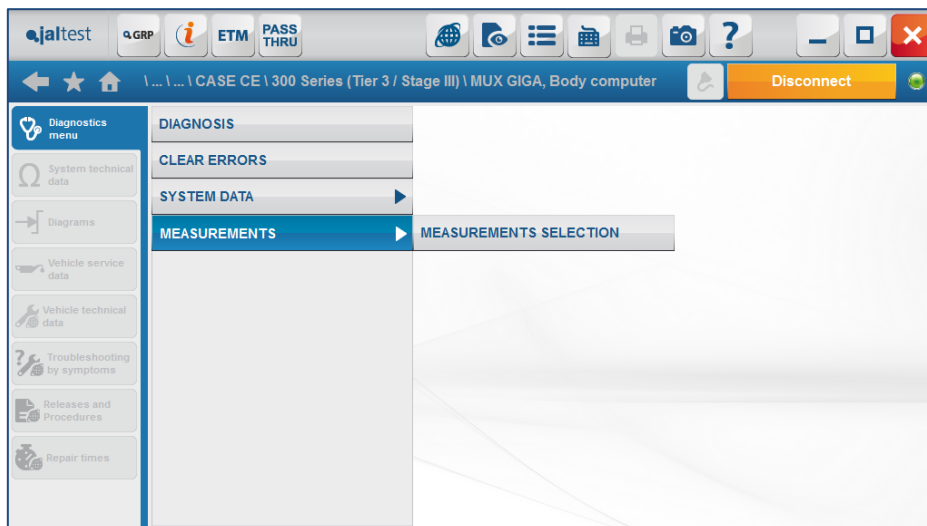 jaltest
GRP
i
ETM
PASS
THRU
?
\ ... \ ... \ CASE CE \ 300 Series (Tier 3 / Stage III) \ MUX GIGA, Body computer
Disconnect
Diagnostics
menu
System technical
data
Diagrams
Vehicle service
data
Vehicle technical
data
Troubleshooting
by symptoms
Releases and
Procedures
Repair times
DIAGNOSIS
CLEAR ERRORS
SYSTEM DATA
MEASUREMENTS
MEASUREMENTS SELECTION